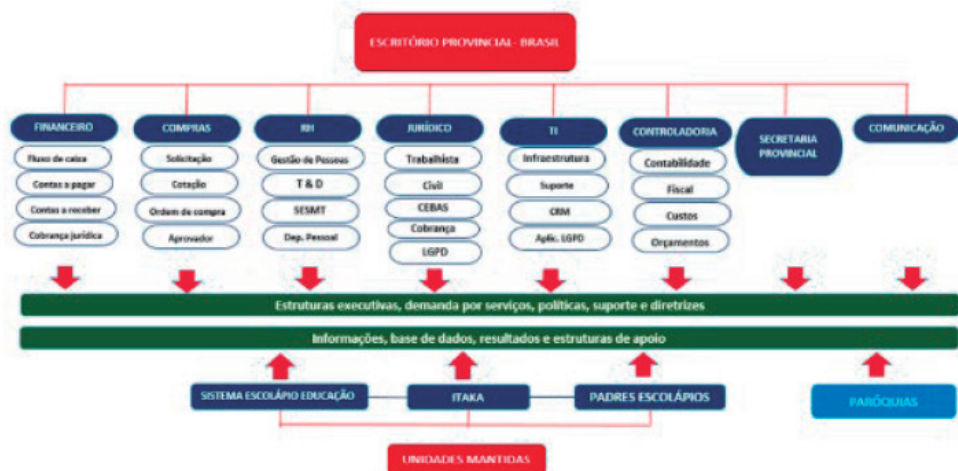 ESCRITÓRIO PROVINCIAL- BRASIL
FINANCEIRO
Fluxo de caixa
Contas a pagar
Contas a receber
Cobrança jurídica
COMPRAS
Solicitação
Cotação
Ordem de compra
Aprovador
RH
Gestão de Pessoas
T & D
SESMT
Dep. Pessoal
JURÍDICO
Trabalhista
Civil
CEBAS
Cobrança
LGPD
TI
Infraestrutura
Suporte
CRM
Aplic. LGPD
CONTROLADORIA
Contabilidade
Fiscal
Custos
Orçamentos
SECRETARIA
PROVINCIAL
COMUNICAÇÃO
Estruturas executivas, demanda por serviços, políticas, suporte e diretrizes
Informações, base de dados, resultados e estruturas de apoio
SISTEMA ESCOLÁPIO EDUCAÇÃO
ITAKA
PADRES ESCOLÁPIOS
PARÓQUIAS
UNIDADES MANTIDAS